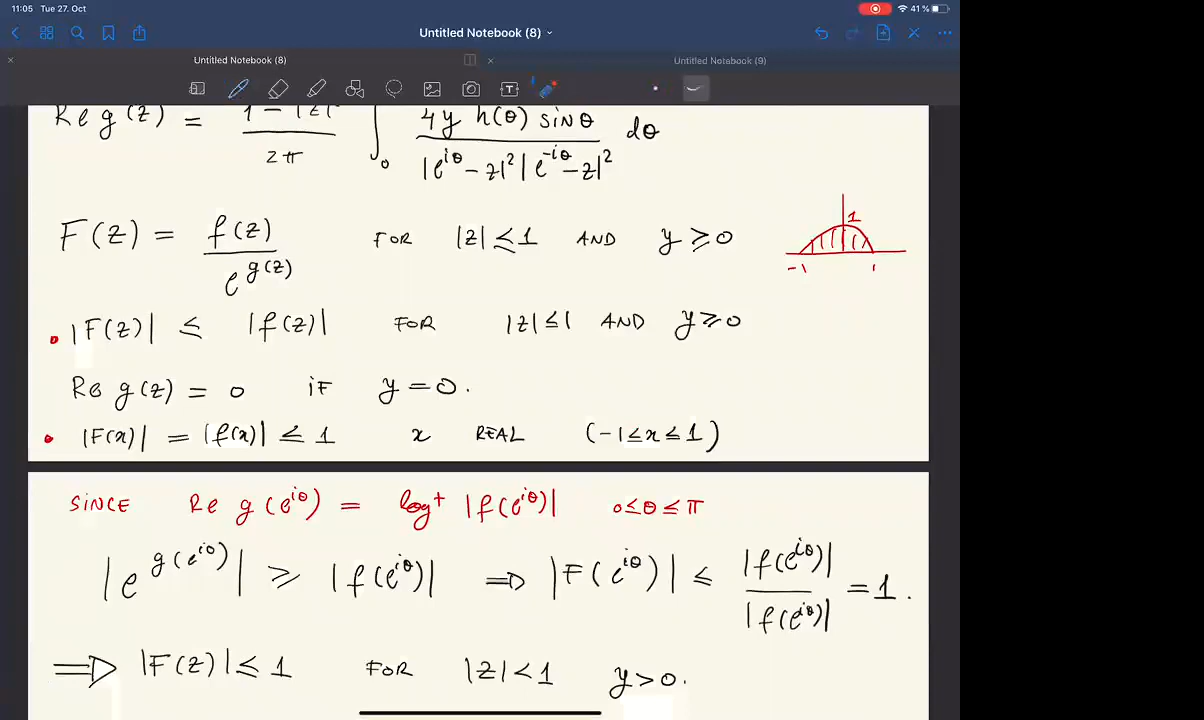 11:05 Tue 27. Oct 41 %
Untitled Notebook (8)
Untitled Notebook (8) Untitled Notebook (9)
Re g(z) = 1 - |z|² / 2π ∫₀ 4y h(θ) sinθ / |e^{iθ} - z|² |e^{-iθ} - z|² dθ
F(z) = f(z) / e^{g(z)} FOR |z| ≤ 1 AND y ≥ 0
1
-1 1
• |F(z)| ≤ |f(z)| FOR |z| ≤ 1 AND y ≥ 0
Re g(z) = 0 iF y = 0.
• |F(x)| = |f(x)| ≤ 1 x REAL (-1 ≤ x ≤ 1)
SINCE Re g(e^{iθ}) = log⁺ |f(e^{iθ})| 0 ≤ θ ≤ π
|e^{g(e^{iθ})}| ≥ |f(e^{iθ})| ⇒ |F(e^{iθ})| ≤ |f(e^{iθ})| / |f(e^{iθ})| = 1.
⇒ |F(z)| ≤ 1 FOR |z| < 1 y > 0.